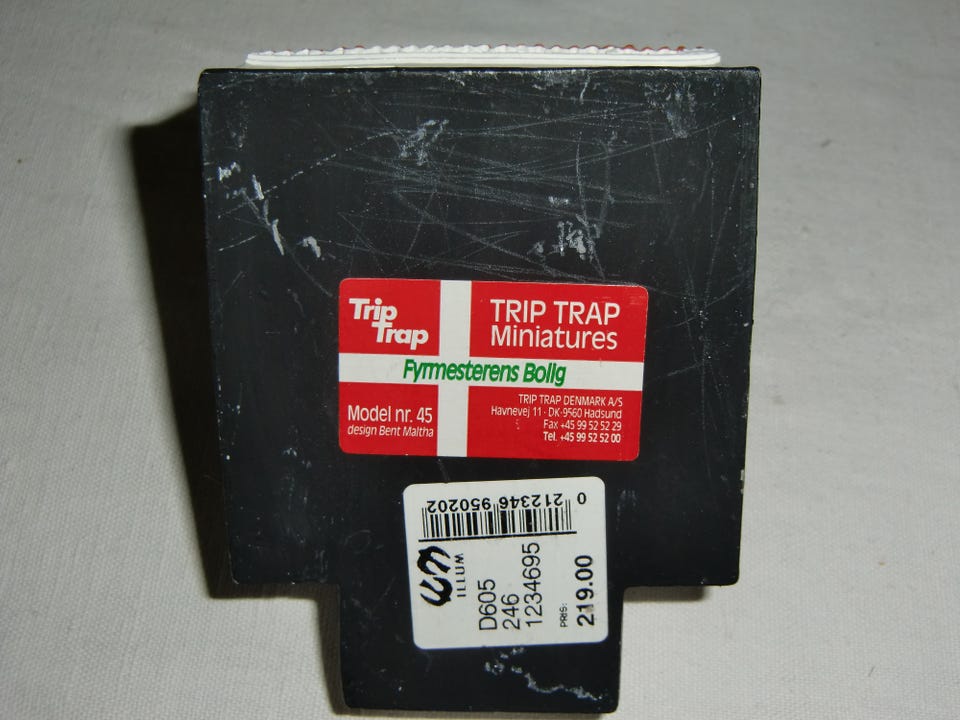 Trip
Trap
TRIP TRAP
Miniatures
Fyrmesterens Bolig
Model nr. 45
design Bent Maltha
TRIP TRAP DENMARK A/S
Havnevej 11 · DK-9560 Hadsund
Fax +45 99 52 52 29
Tel. +45 99 52 52 00
0 212346 950202
ILLUM
D605
246
1234695
PRIS:
219.00